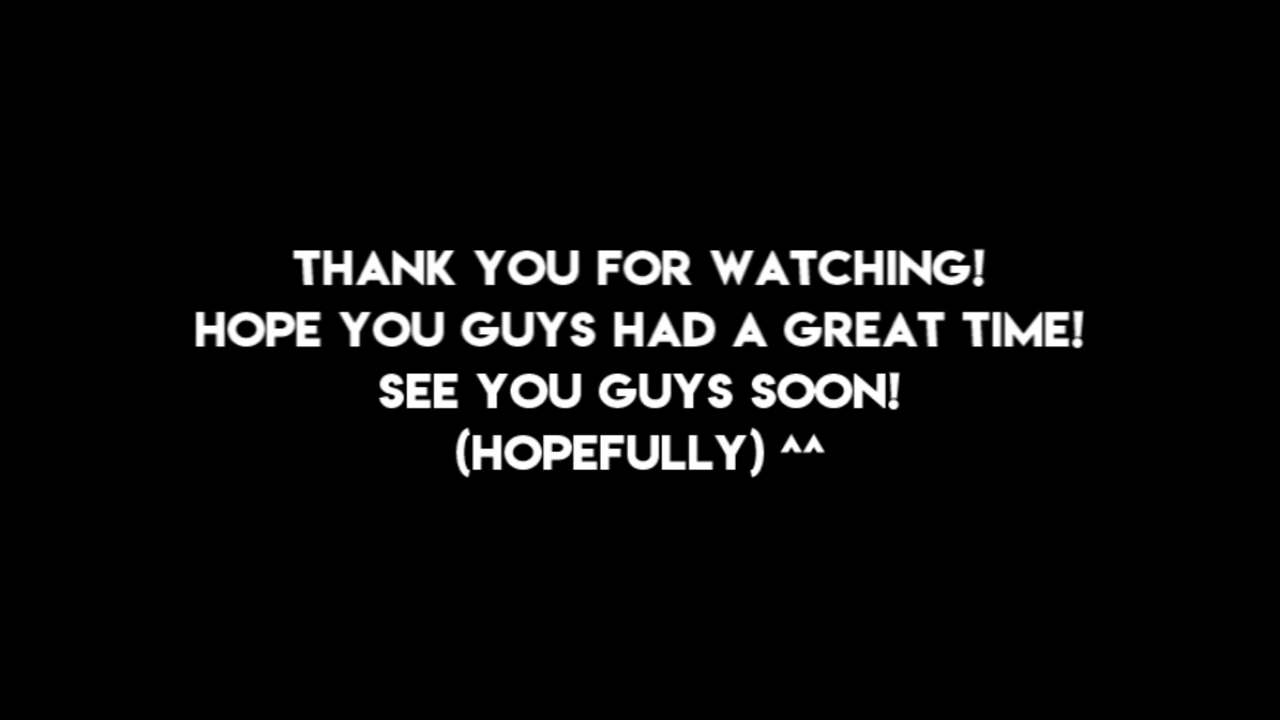 THANK YOU FOR WATCHING!
HOPE YOU GUYS HAD A GREAT TIME!
SEE YOU GUYS SOON!
(HOPEFULLY) ^^